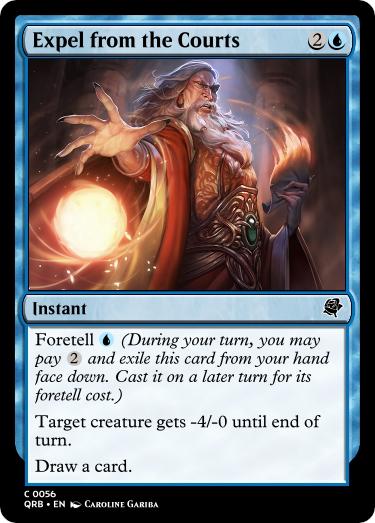 Expel from the Courts 2
Instant
Foretell (During your turn, you may
pay 2 and exile this card from your hand
face down. Cast it on a later turn for its
foretell cost.)
Target creature gets -4/-0 until end of
turn.
Draw a card.
C 0056
QRB • EN Caroline Gariba